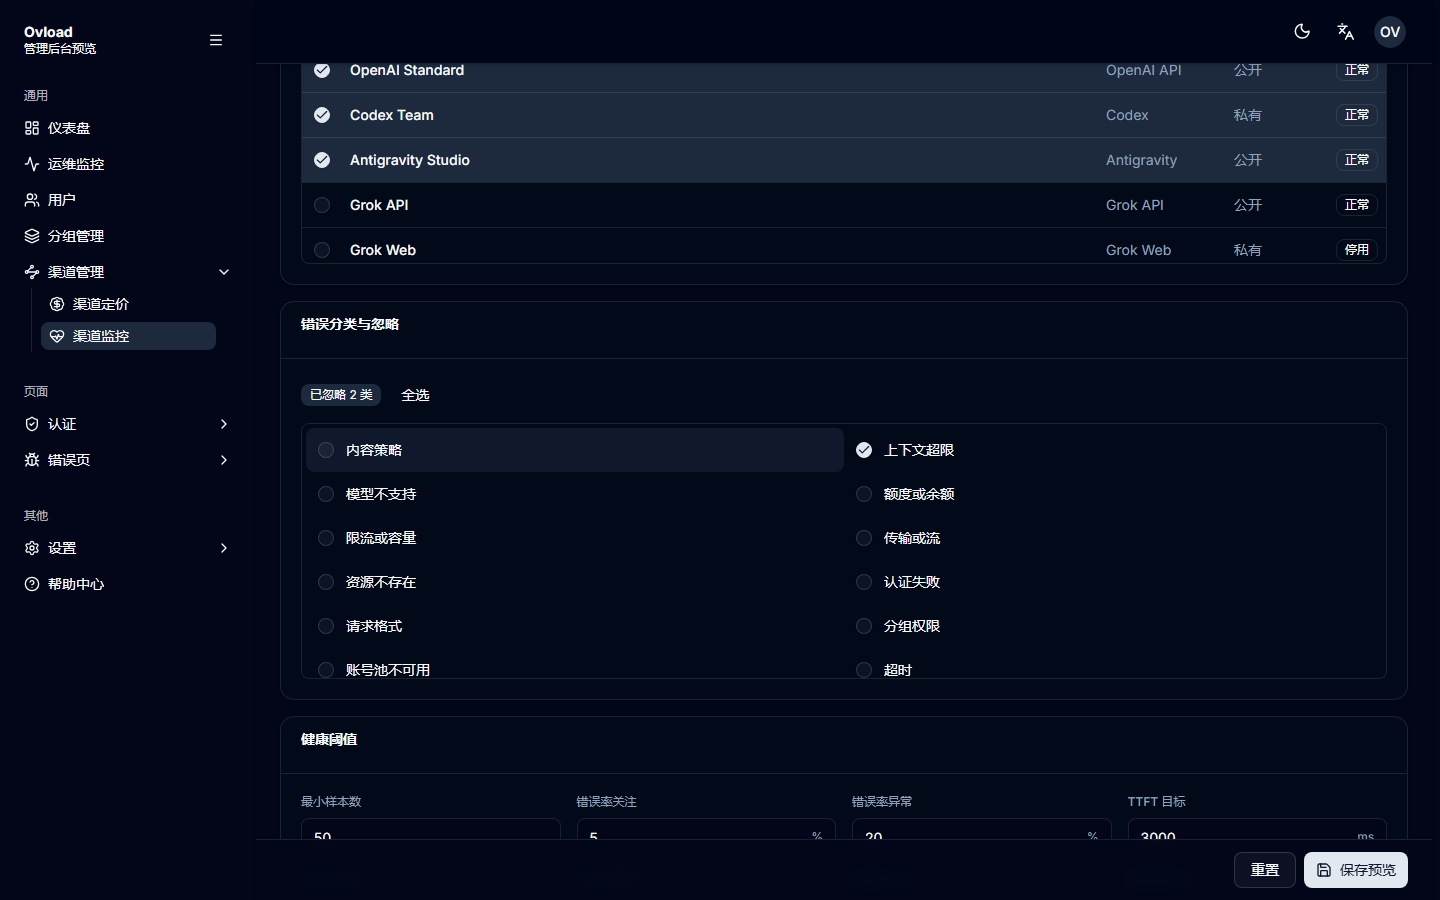 Ovload
管理后台预览
OV
通用
仪表盘
运维监控
用户
分组管理
渠道管理
渠道定价
渠道监控
页面
认证
错误页
其他
设置
帮助中心
OpenAI Standard OpenAI API 公开 正常
Codex Team Codex 私有 正常
Antigravity Studio Antigravity 公开 正常
Grok API Grok API 公开 正常
Grok Web Grok Web 私有 停用
错误分类与忽略
已忽略 2 类 全选
内容策略 上下文超限
模型不支持 额度或余额
限流或容量 传输或流
资源不存在 认证失败
请求格式 分组权限
账号池不可用 超时
健康阈值
最小样本数 错误率关注 错误率异常 TTFT 目标
50 5 % 20 % 3000 ms
重置 保存预览